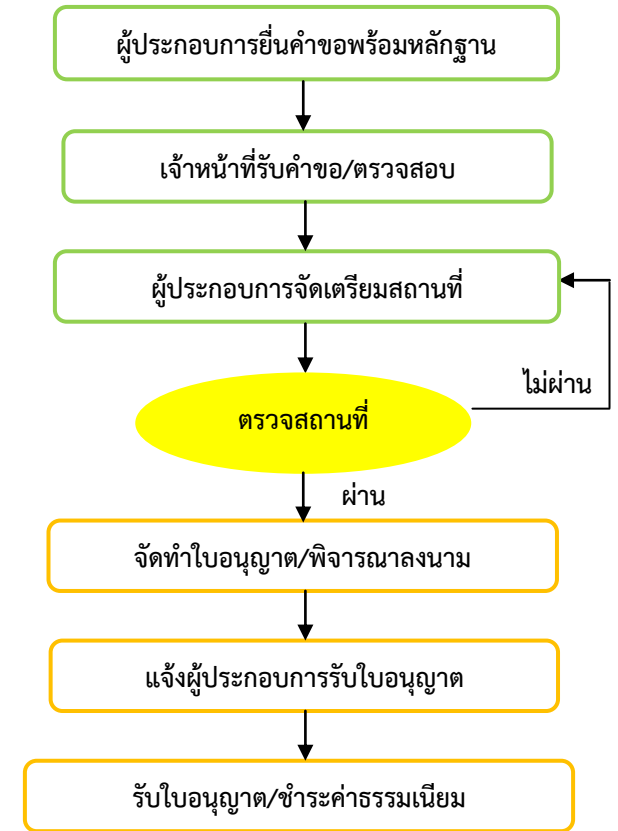 ผู้ประกอบการยื่นคำขอพร้อมหลักฐาน
เจ้าหน้าที่รับคำขอ/ตรวจสอบ
ผู้ประกอบการจัดเตรียมสถานที่
ไม่ผ่าน
ตรวจสถานที่
ผ่าน
จัดทำใบอนุญาต/พิจารณาลงนาม
แจ้งผู้ประกอบการรับใบอนุญาต
รับใบอนุญาต/ชำระค่าธรรมเนียม